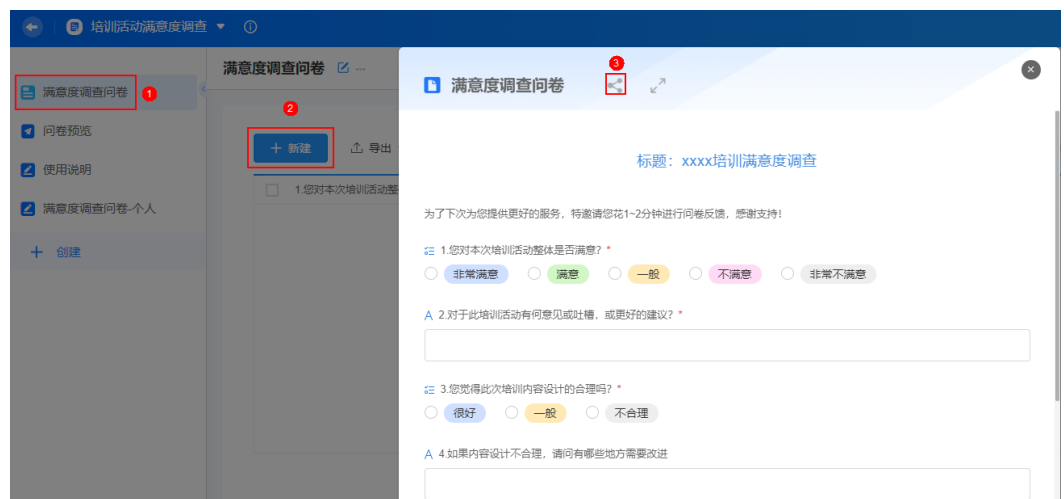 培训活动满意度调查
满意度调查问卷
1
问卷预览
使用说明
满意度调查问卷-个人
创建
满意度调查问卷
2
新建
导出
1.您对本次培训活动整
满意度调查问卷
3
标题：xxxx培训满意度调查
为了下次为您提供更好的服务，特邀请您花1~2分钟进行问卷反馈，感谢支持！
1.您对本次培训活动整体是否满意？*
非常满意 满意 一般 不满意 非常不满意
A 2.对于此培训活动有何意见或吐槽，或更好的建议？*
3.您觉得此次培训内容设计的合理吗？*
很好 一般 不合理
A 4.如果内容设计不合理，请问有哪些地方需要改进